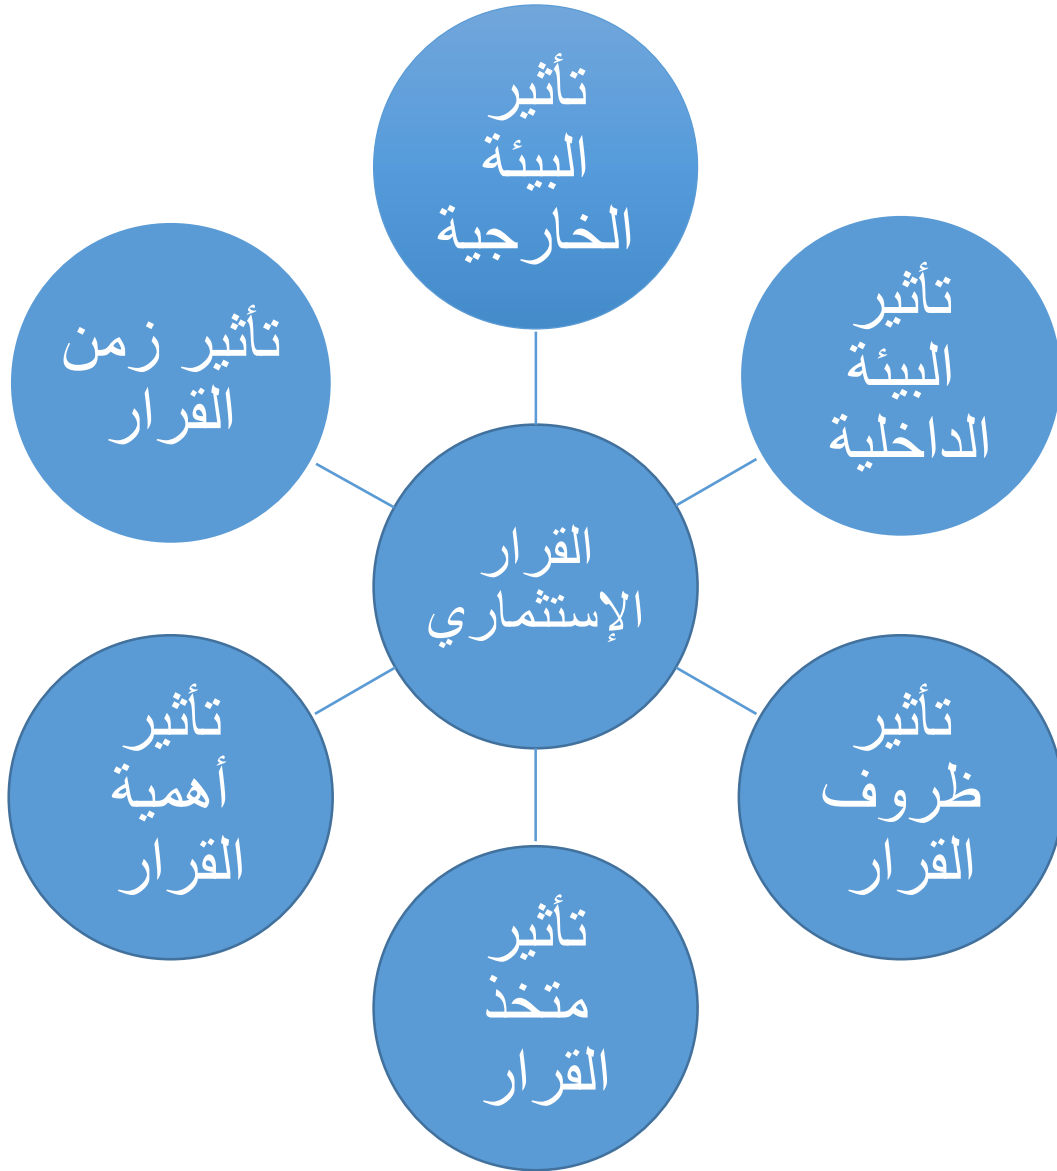 تأثير
البيئة
الخارجية
تأثير
البيئة
الداخلية
تأثير زمن
القرار
القرار
الإستثماري
تأثير
ظروف
القرار
تأثير
أهمية
القرار
تأثير
متخذ
القرار